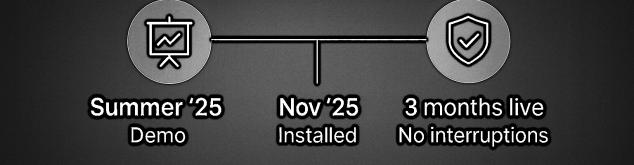 Summer ‘25
Demo
Nov ‘25
Installed
3 months live
No interruptions